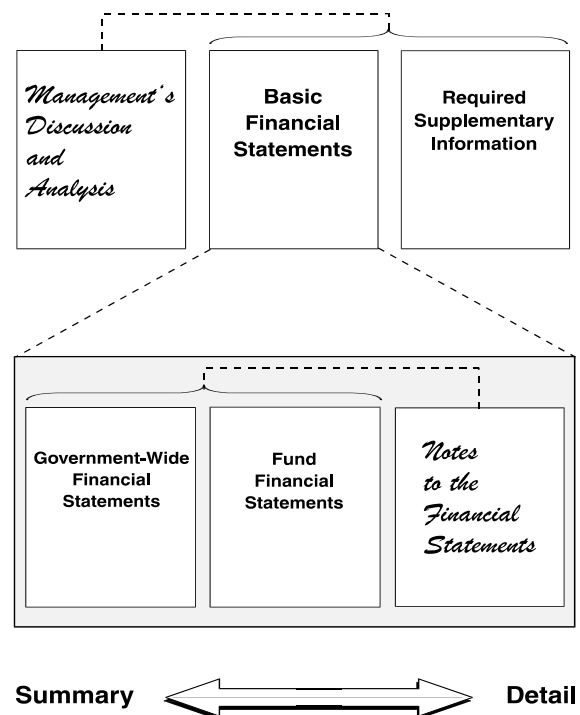 Management's
Discussion
and
Analysis
Basic
Financial
Statements
Required
Supplementary
Information
Government-Wide
Financial
Statements
Fund
Financial
Statements
Notes
to the
Financial
Statements
Summary
Detail